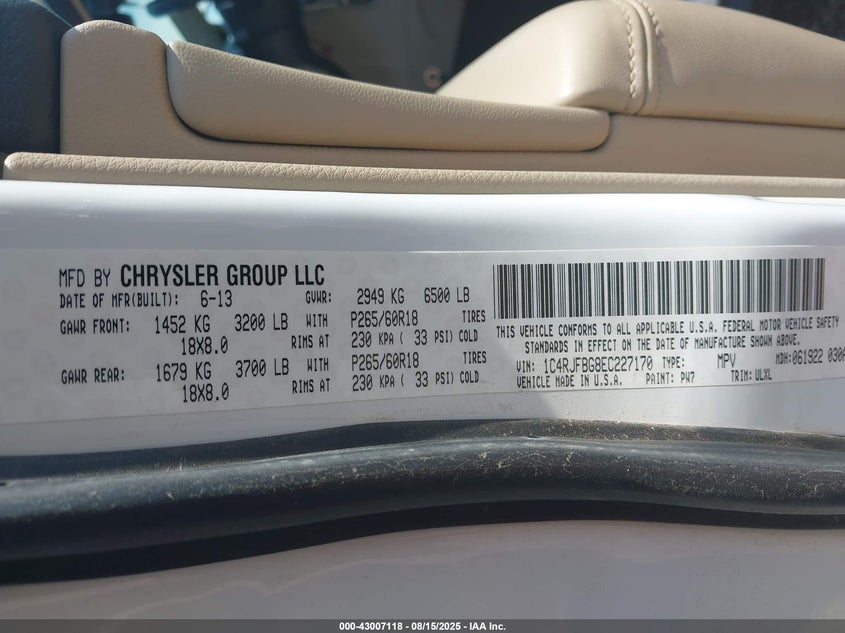 MFD BY CHRYSLER GROUP LLC
DATE OF MFR(BUILT): 6-13 GVWR: 2949 KG 6500 LB
GAWR FRONT: 1452 KG 3200 LB WITH P265/60R18 TIRES
18X8.0 RIMS AT 230 KPA ( 33 PSI) COLD
GAWR REAR: 1679 KG 3700 LB WITH P265/60R18 TIRES
18X8.0 RIMS AT 230 KPA ( 33 PSI) COLD
THIS VEHICLE CONFORMS TO ALL APPLICABLE U.S.A. FEDERAL MOTOR VEHICLE SAFETY
STANDARDS IN EFFECT ON THE DATE OF MANUFACTURE SHOWN ABOVE.
VIN: 1C4RJFBG8EC227170 TYPE: MPV MDH:061922 030A
VEHICLE MADE IN U.S.A. PAINT: PW7 TRIM: ULXL
000-43007118 - 08/15/2025 - IAA Inc.